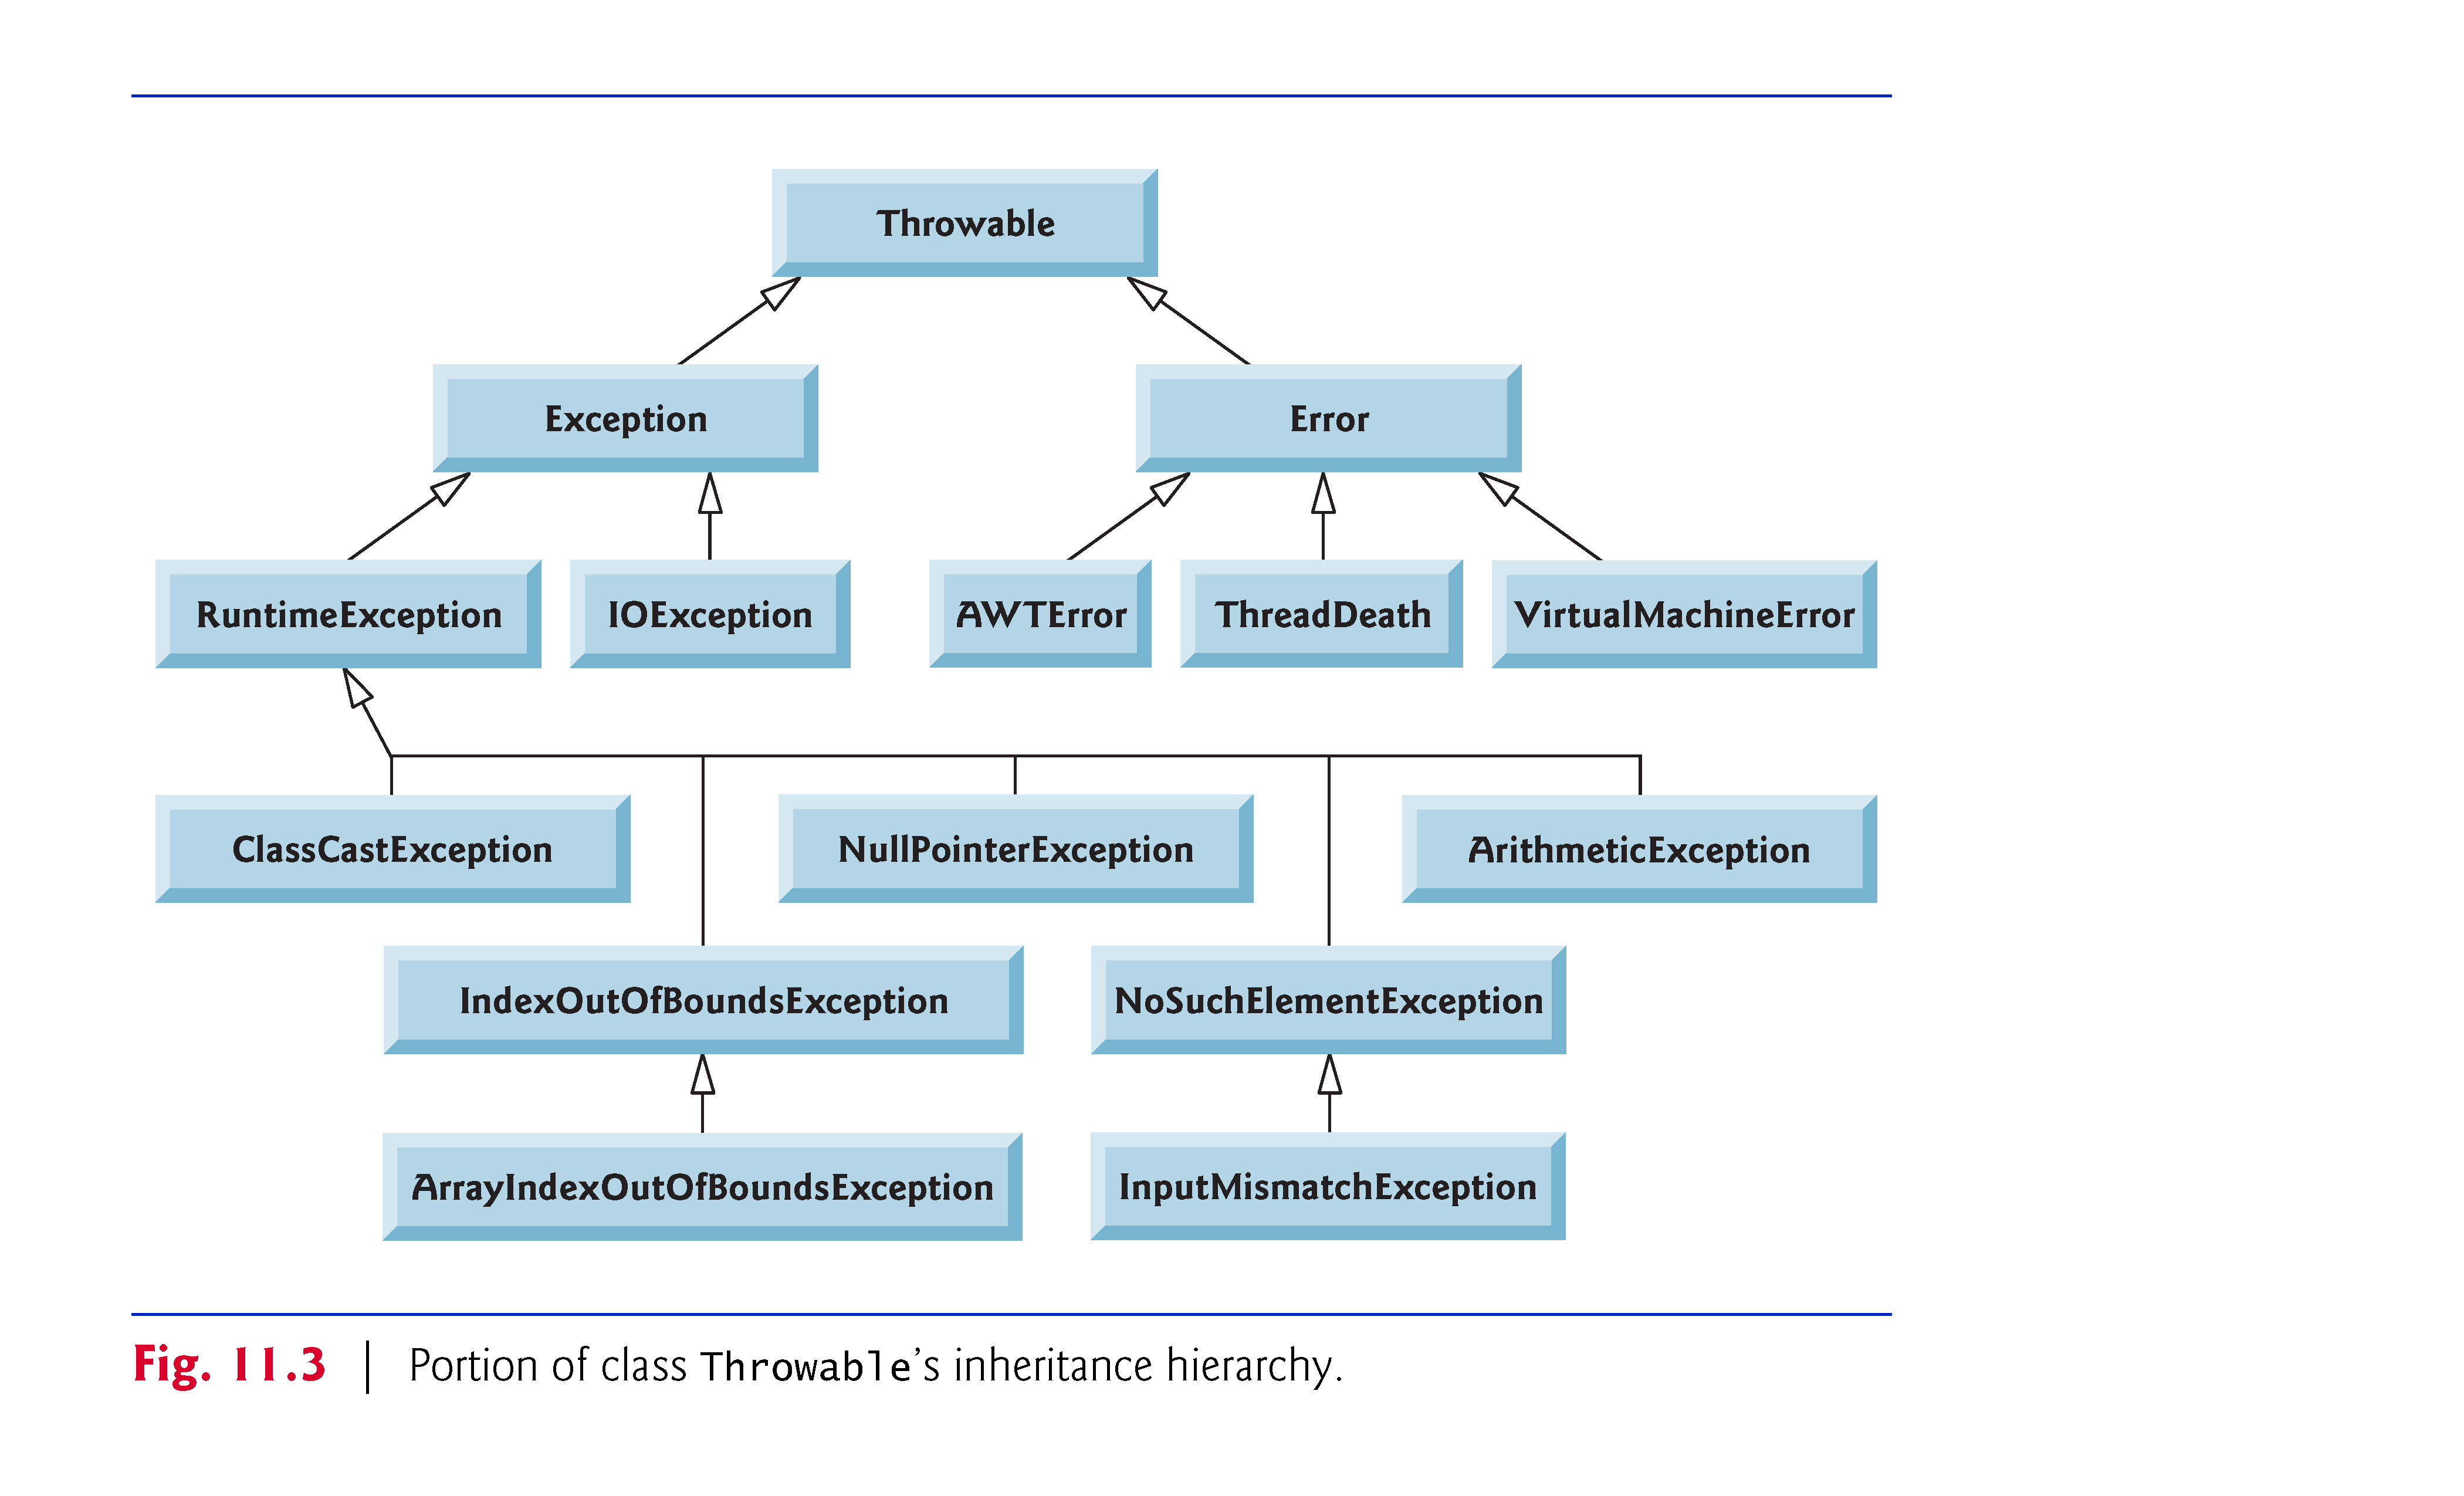 Throwable
Exception
Error
RuntimeException
IOException
AWTError
ThreadDeath
VirtualMachineError
ClassCastException
NullPointerException
ArithmeticException
IndexOutOfBoundsException
NoSuchElementException
ArrayIndexOutOfBoundsException
InputMismatchException
Fig. 11.3 | Portion of class Throwable’s inheritance hierarchy.